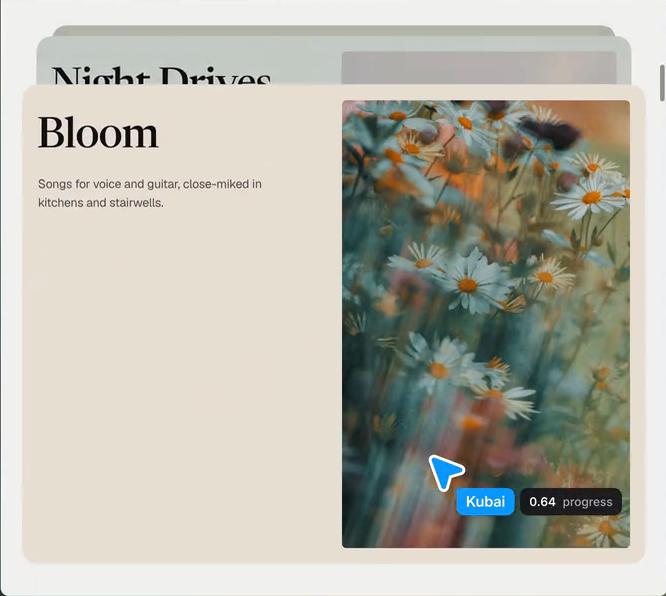 Night Drives
Bloom
Songs for voice and guitar, close-miked in
kitchens and stairwells.
Kubai
0.64 progress